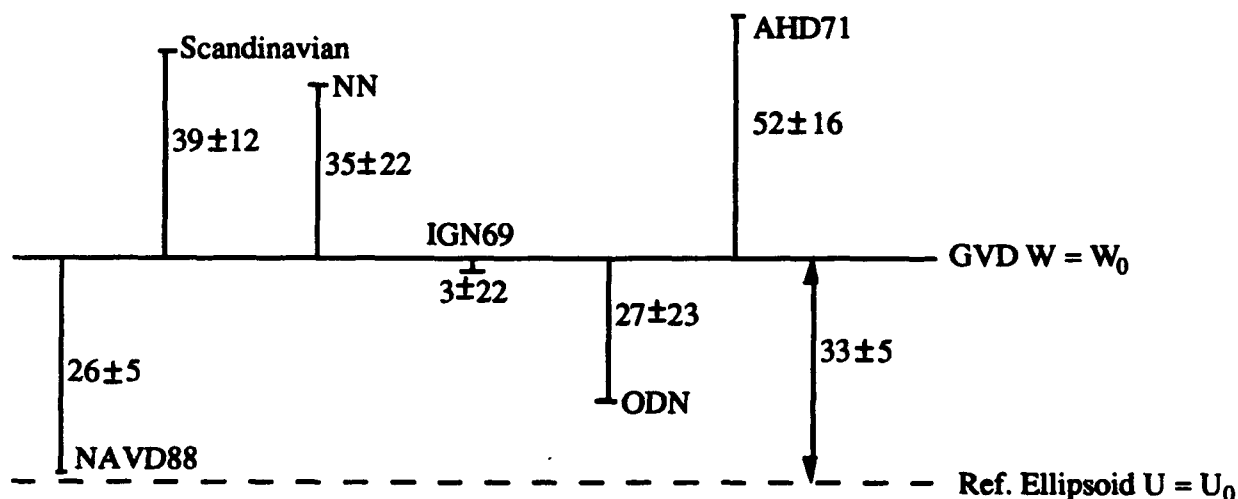 AHD71
Scandinavian
NN
52±16
39±12
35±22
IGN69
GVD W = W₀
3±22
27±23
33±5
26±5
ODN
NAVD88
Ref. Ellipsoid U = U₀